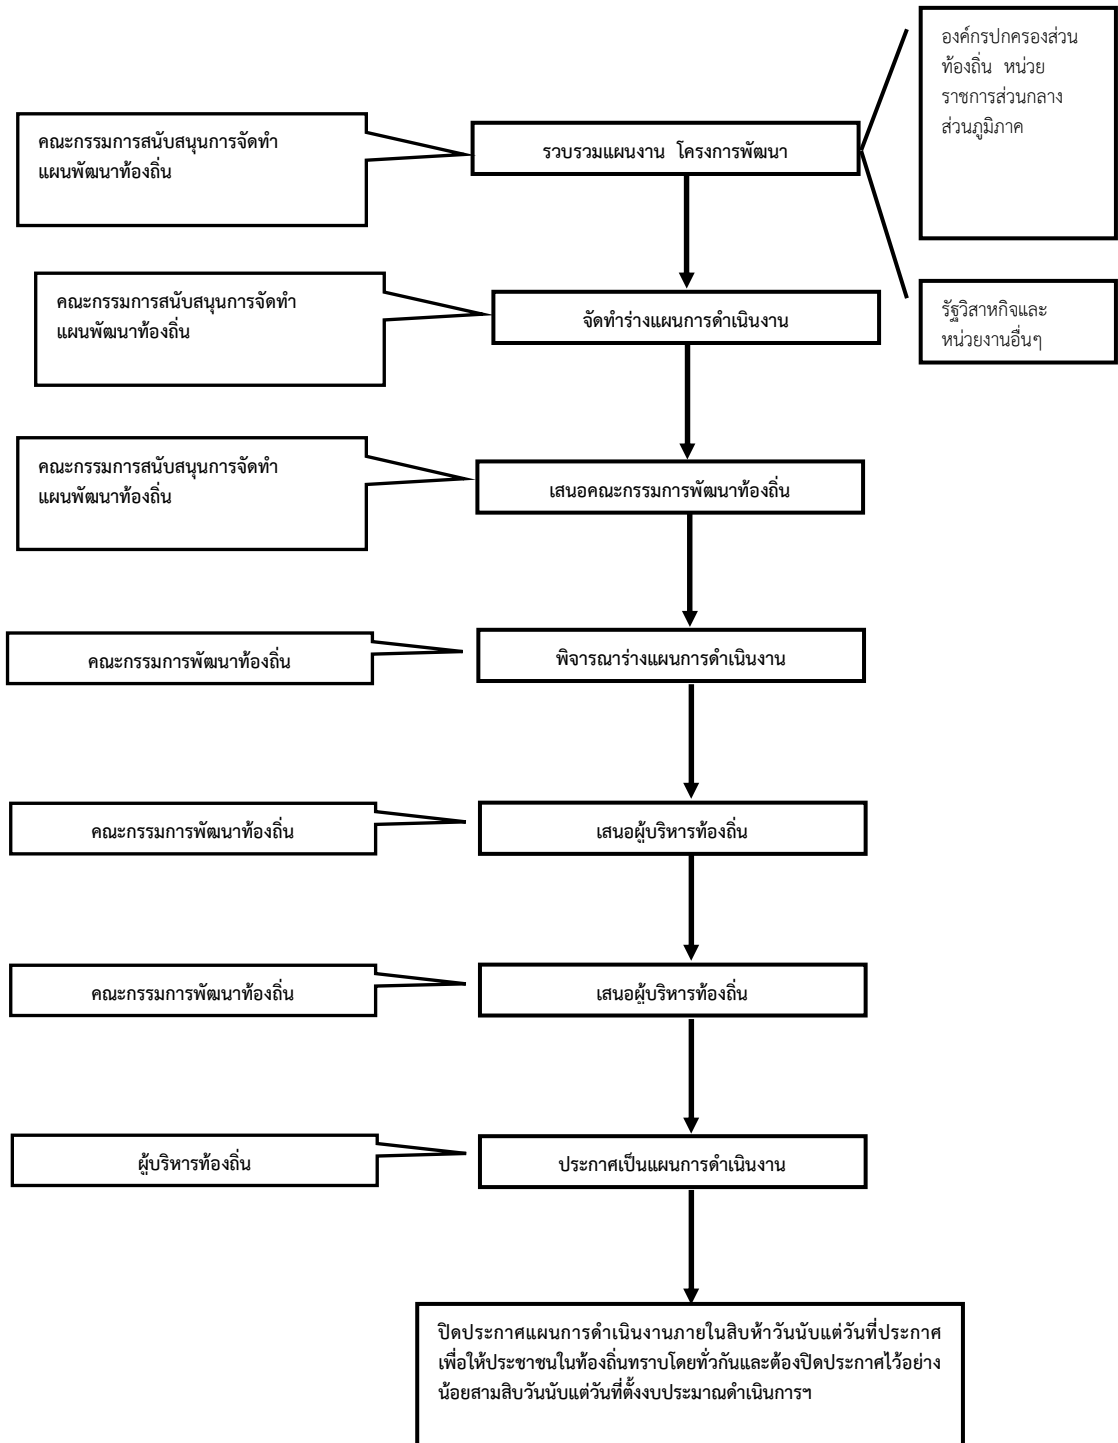 องค์กรปกครองส่วน
ท้องถิ่น หน่วย
ราชการส่วนกลาง
ส่วนภูมิภาค
คณะกรรมการสนับสนุนการจัดทำ
แผนพัฒนาท้องถิ่น
รวบรวมแผนงาน โครงการพัฒนา
คณะกรรมการสนับสนุนการจัดทำ
แผนพัฒนาท้องถิ่น
จัดทำร่างแผนการดำเนินงาน
รัฐวิสาหกิจและ
หน่วยงานอื่นๆ
คณะกรรมการสนับสนุนการจัดทำ
แผนพัฒนาท้องถิ่น
เสนอคณะกรรมการพัฒนาท้องถิ่น
คณะกรรมการพัฒนาท้องถิ่น
พิจารณาร่างแผนการดำเนินงาน
คณะกรรมการพัฒนาท้องถิ่น
เสนอผู้บริหารท้องถิ่น
คณะกรรมการพัฒนาท้องถิ่น
เสนอผู้บริหารท้องถิ่น
ผู้บริหารท้องถิ่น
ประกาศเป็นแผนการดำเนินงาน
ปิดประกาศแผนการดำเนินงานภายในสิบห้าวันนับแต่วันที่ประกาศ
เพื่อให้ประชาชนในท้องถิ่นทราบโดยทั่วกันและต้องปิดประกาศไว้อย่าง
น้อยสามสิบวันนับแต่วันที่ตั้งงบประมาณดำเนินการฯ